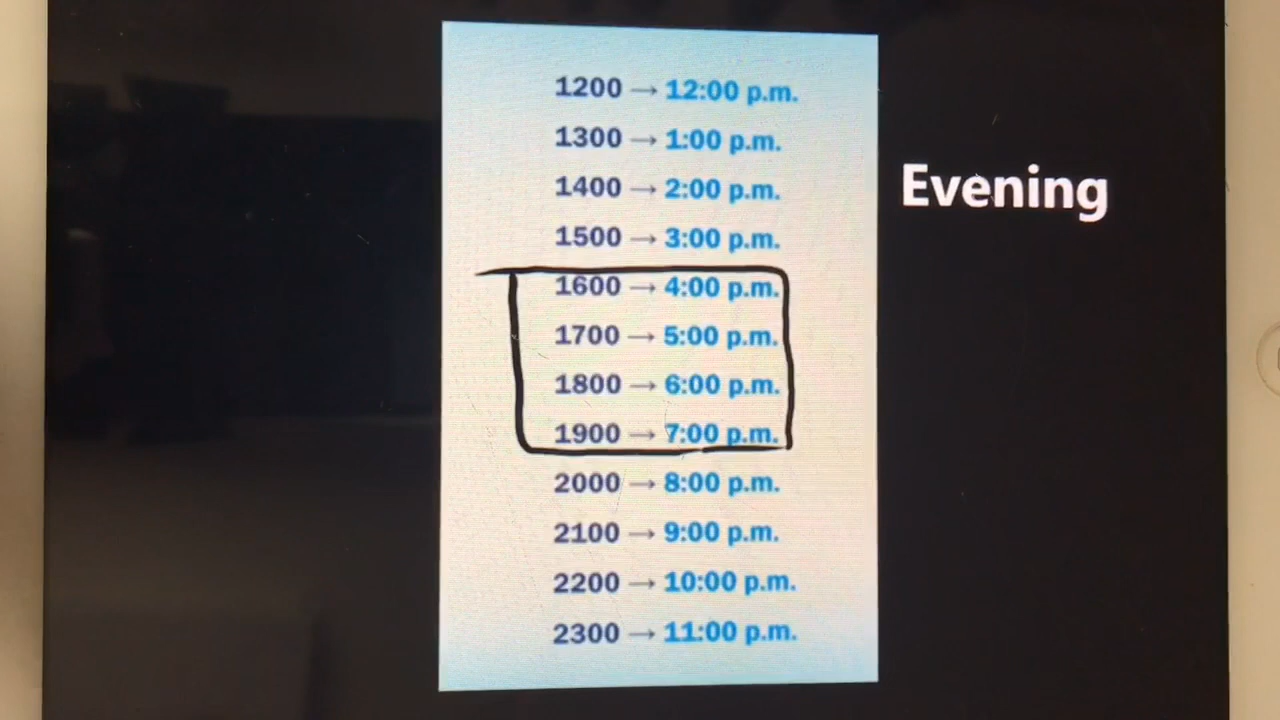 1200 → 12:00 p.m.
1300 → 1:00 p.m.
1400 → 2:00 p.m.
1500 → 3:00 p.m.
1600 → 4:00 p.m.
1700 → 5:00 p.m.
1800 → 6:00 p.m.
1900 → 7:00 p.m.
2000 → 8:00 p.m.
2100 → 9:00 p.m.
2200 → 10:00 p.m.
2300 → 11:00 p.m.
Evening